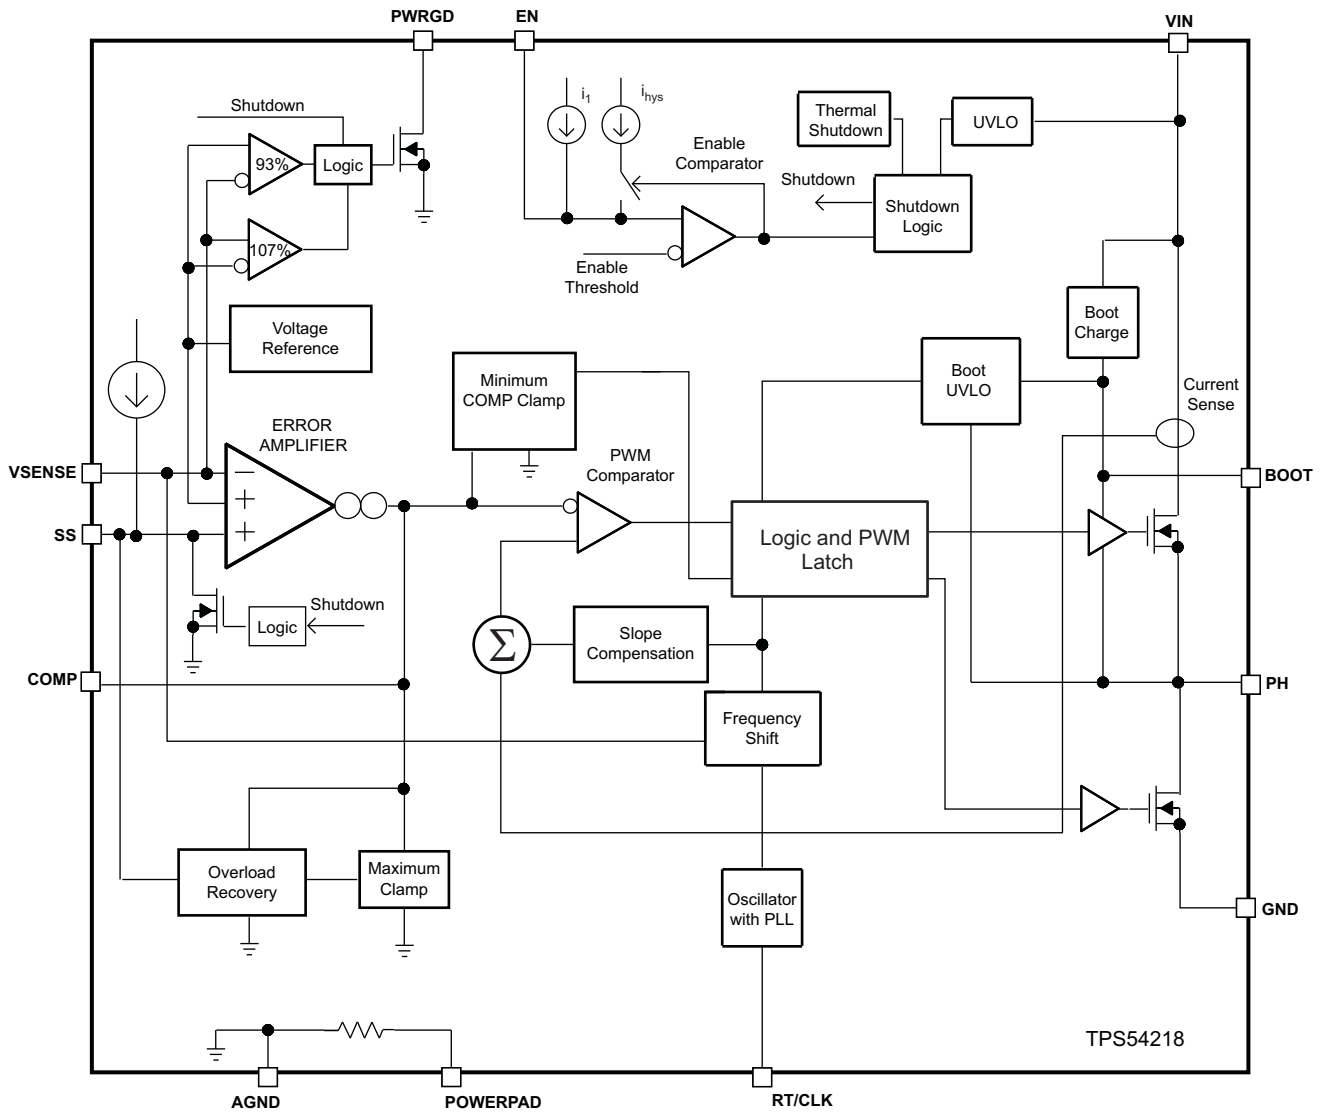 PWRGD
EN
VIN
Shutdown
i1
ihys
Thermal
Shutdown
UVLO
93%
Logic
Enable
Comparator
Shutdown
Shutdown
Logic
107%
Enable
Threshold
Voltage
Reference
Boot
Charge
Minimum
COMP Clamp
Boot
UVLO
Current
Sense
ERROR
AMPLIFIER
PWM
Comparator
VSENSE
−
+
+
BOOT
SS
Logic and PWM
Latch
Shutdown
Logic
Σ
Slope
Compensation
COMP
PH
Frequency
Shift
Overload
Recovery
Maximum
Clamp
Oscillator
with PLL
GND
TPS54218
AGND
POWERPAD
RT/CLK